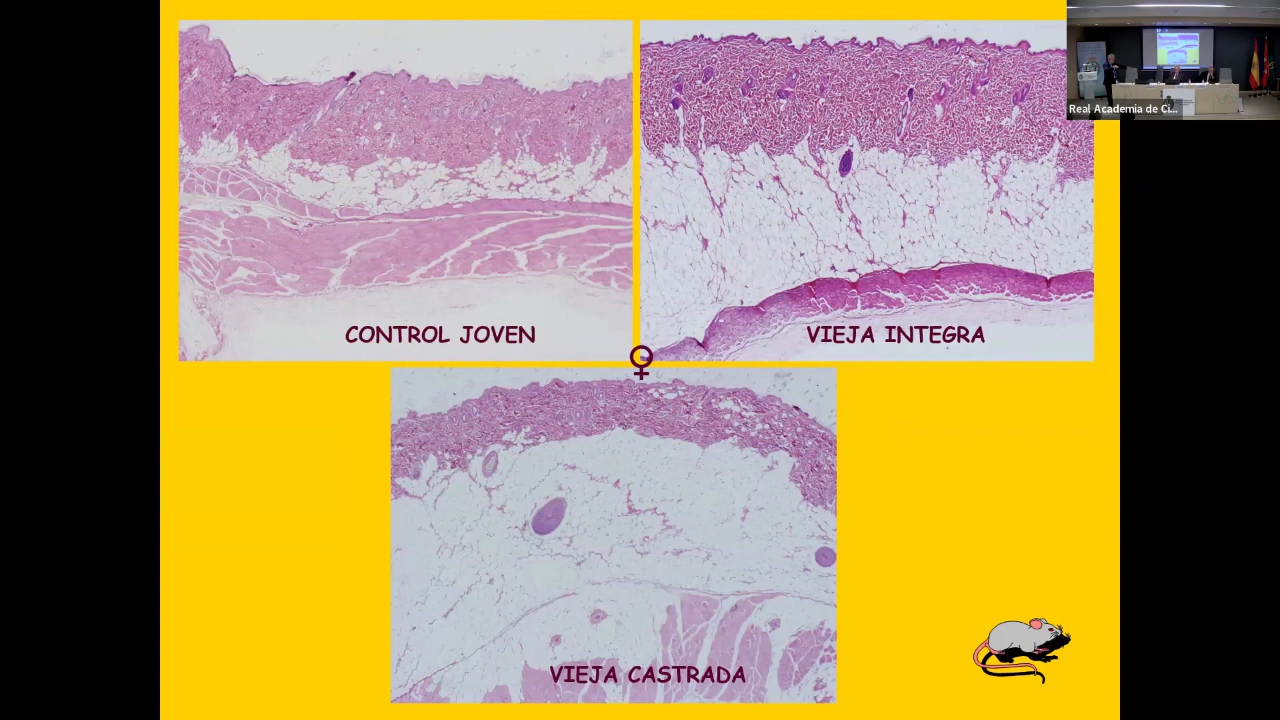 Real Academia de Ci...
CONTROL JOVEN
VIEJA INTEGRA
VIEJA CASTRADA